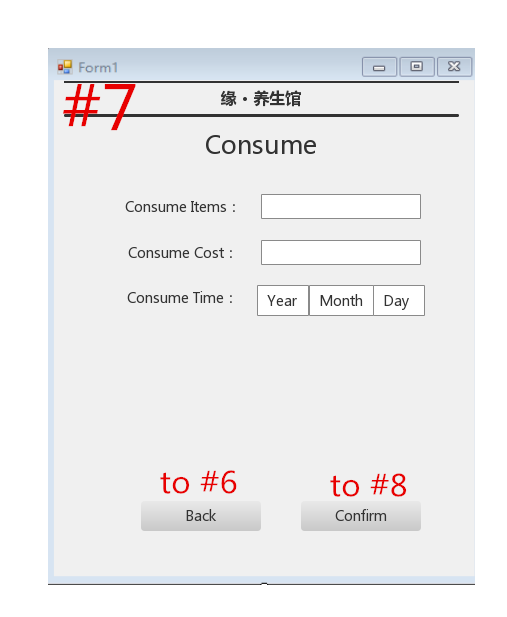 Form1
#7
缘·养生馆
Consume
Consume Items：
Consume Cost：
Consume Time： Year Month Day
to #6 to #8
Back Confirm